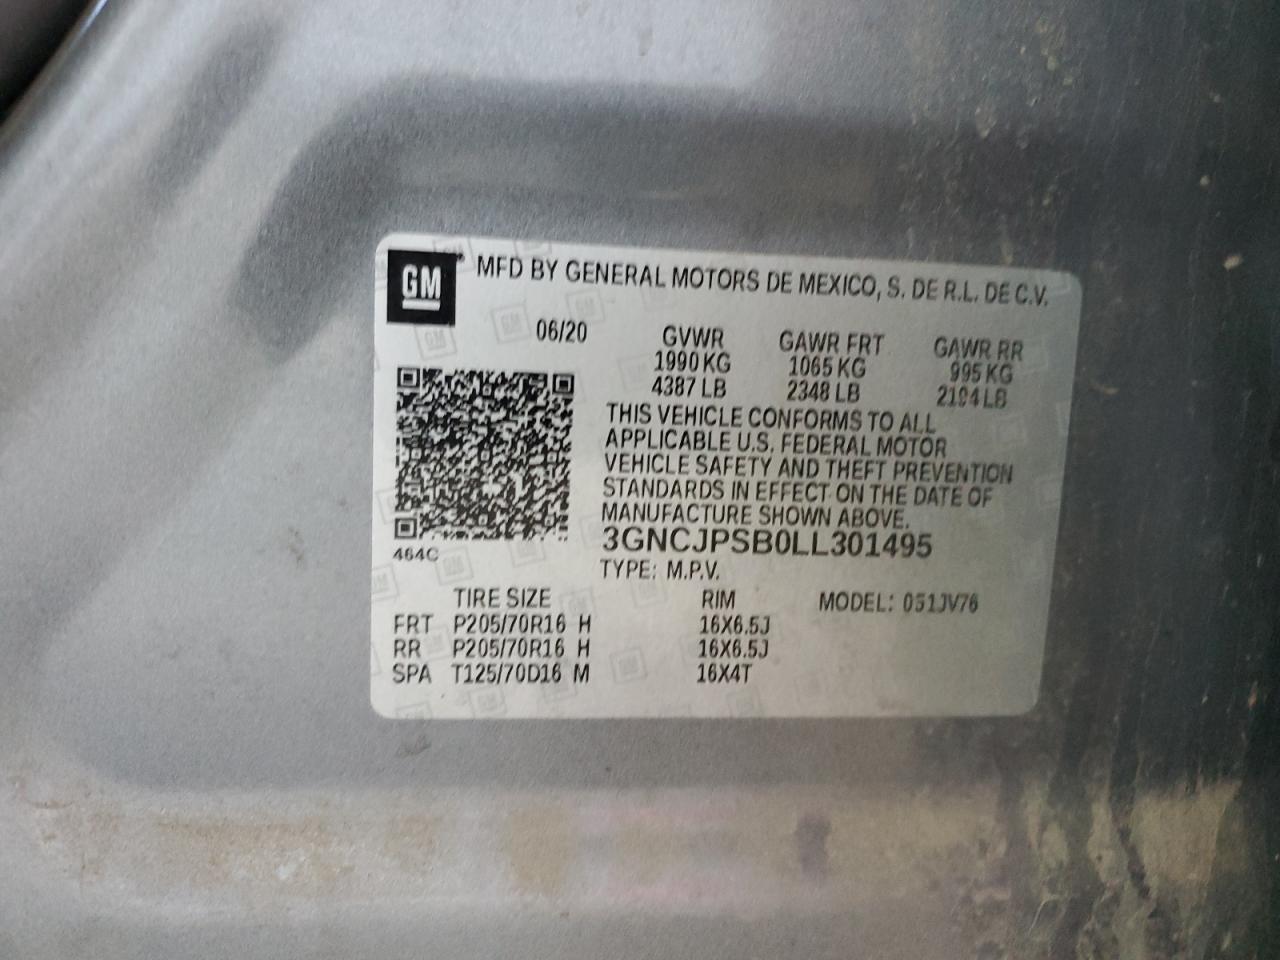 GM
MFD BY GENERAL MOTORS DE MEXICO, S. DE R.L. DE C.V.
06/20 GVWR GAWR FRT GAWR RR
1990 KG 1065 KG 995 KG
4387 LB 2348 LB 2194 LB
THIS VEHICLE CONFORMS TO ALL
APPLICABLE U.S. FEDERAL MOTOR
VEHICLE SAFETY AND THEFT PREVENTION
STANDARDS IN EFFECT ON THE DATE OF
MANUFACTURE SHOWN ABOVE.
3GNCJPSB0LL301495
464C
TYPE: M.P.V.
TIRE SIZE RIM MODEL: 051JV76
FRT P205/70R16 H 16X6.5J
RR P205/70R16 H 16X6.5J
SPA T125/70D16 M 16X4T